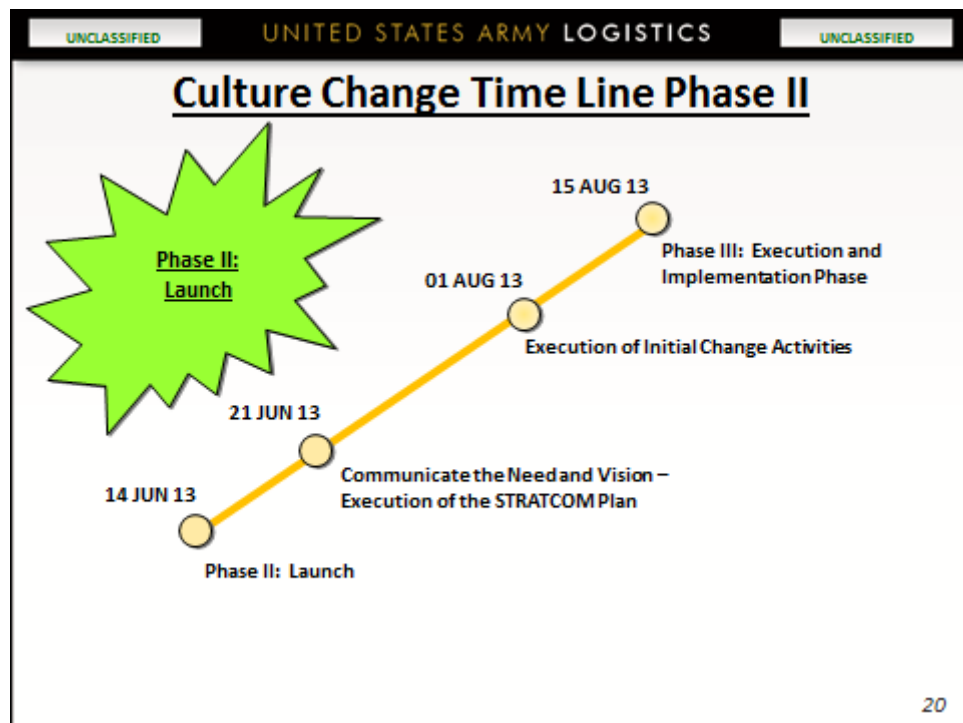 UNCLASSIFIED
UNITED STATES ARMY LOGISTICS
UNCLASSIFIED
Culture Change Time Line Phase II
Phase II:
Launch
15 AUG 13
Phase III: Execution and
Implementation Phase
01 AUG 13
Execution of Initial Change Activities
21 JUN 13
Communicate the Need and Vision –
Execution of the STRATCOM Plan
14 JUN 13
Phase II: Launch
20